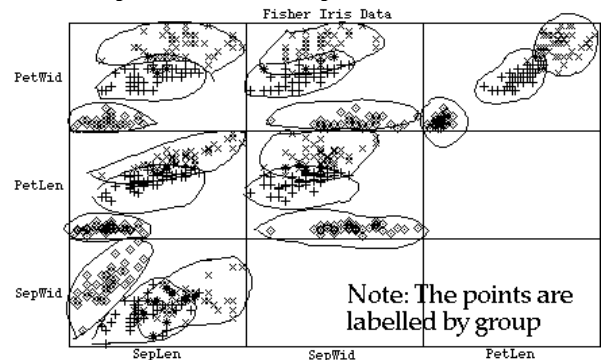 Fisher Iris Data
PetWid
PetLen
SepWid
Note: The points are
labelled by group
SepLen SepWid PetLen